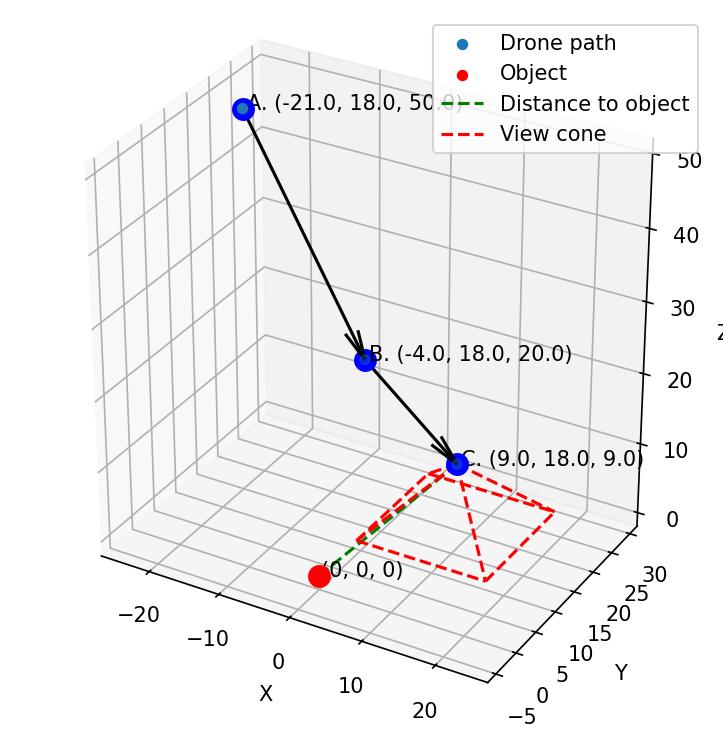 Drone path
Object
Distance to object
View cone
A. (-21.0, 18.0, 50.0)
B. (-4.0, 18.0, 20.0)
C. (9.0, 18.0, 9.0)
(0, 0, 0)
50
40
30
20
10
0
Z
−20
−10
0
10
20
X
−5
0
5
10
15
20
25
30
Y